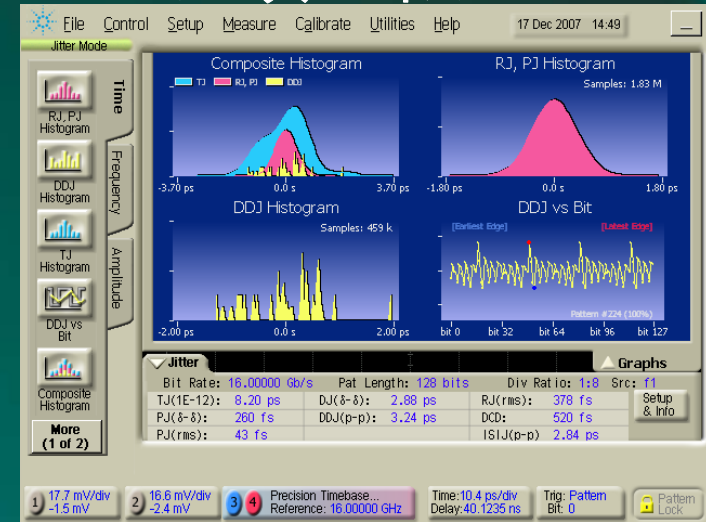 File Control Setup Measure Calibrate Utilities Help 17 Dec 2007 14:49
Jitter Mode
Time
Frequency
Amplitude
RJ, PJ
Histogram
DDJ
Histogram
TJ
Histogram
DDJ vs
Bit
Composite
Histogram
More
(1 of 2)
Composite Histogram
TJ RJ, PJ DDJ
-3.70 ps 0.0 s 3.70 ps
RJ, PJ Histogram
Samples: 1.83 M
-1.80 ps 0.0 s 1.80 ps
DDJ Histogram
Samples: 459 k
-2.00 ps 0.0 s 2.00 ps
DDJ vs Bit
[Earliest Edge] [Latest Edge]
Pattern #224 (100%)
bit 0 bit 32 bit 64 bit 96 bit 127
Jitter Graphs
Bit Rate: 16.00000 Gb/s Pat Length: 128 bits Div Ratio: 1:8 Src: f1
TJ(1E-12): 8.20 ps DJ(δ-δ): 2.88 ps RJ(rms): 378 fs
PJ(δ-δ): 260 fs DDJ(p-p): 3.24 ps DCD: 520 fs
PJ(rms): 43 fs ISIJ(p-p) 2.84 ps
Setup
& Info
1) 17.7 mV/div
-1.5 mV
2) 16.6 mV/div
-2.4 mV
3 4 Precision Timebase...
Reference: 16.00000 GHz
Time:10.4 ps/div
Delay:40.1235 ns
Trig: Pattern
Bit: 0
Pattern
Lock